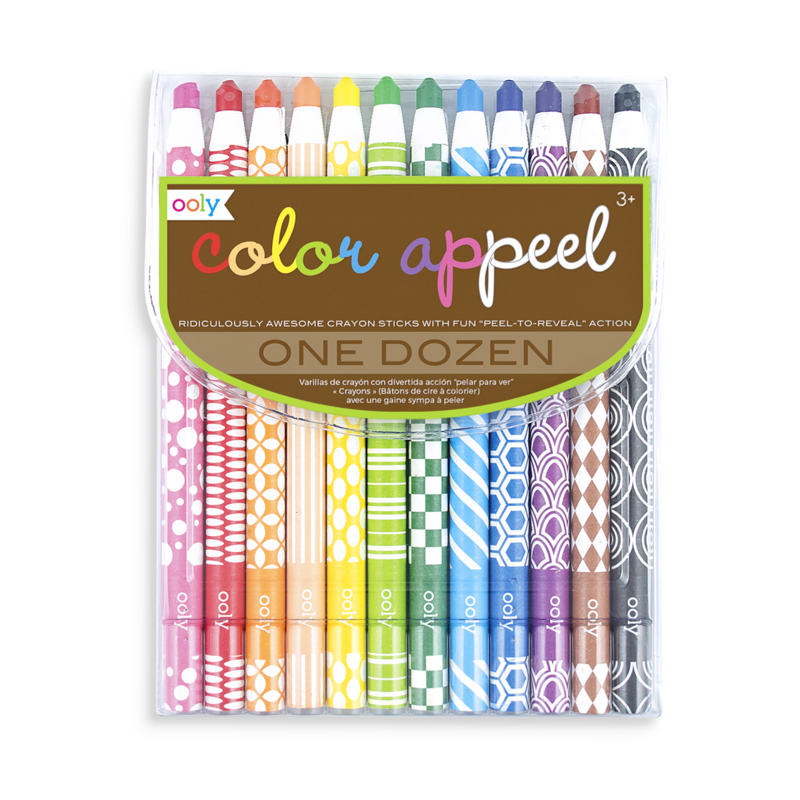 ooly
3+
color appeel
RIDICULOUSLY AWESOME CRAYON STICKS WITH FUN "PEEL-TO-REVEAL" ACTION
ONE DOZEN
Varillas de crayón con divertida acción "pelar para ver"
« Crayons » (Bâtons de cire à colorier)
avec une gaine sympa à peler
ooly
ooly
ooly
ooly
ooly
ooly
ooly
ooly
ooly
ooly
ooly
ooly